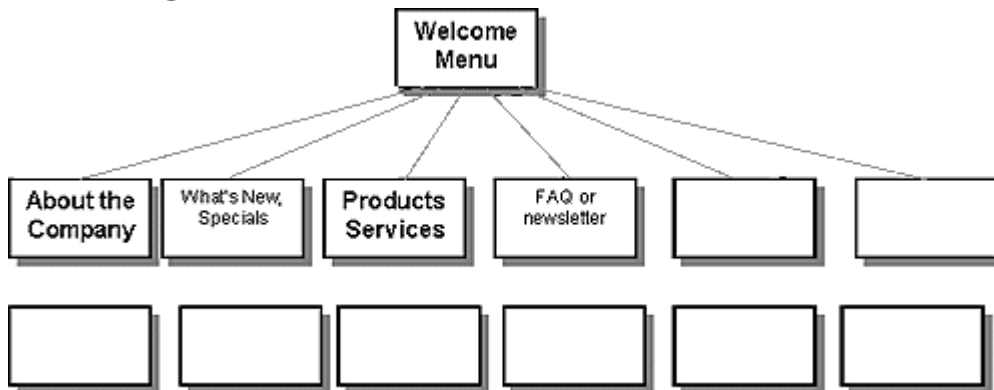 Welcome
Menu
About the
Company
What's New,
Specials
Products
Services
FAQ or
newsletter